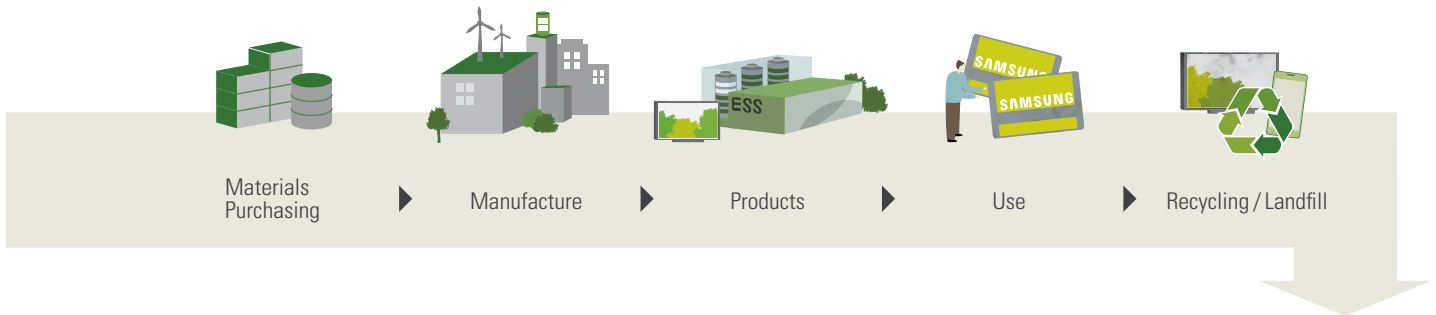 ESS
SAMSUNG
SAMSUNG
Materials
Purchasing
Manufacture
Products
Use
Recycling / Landfill